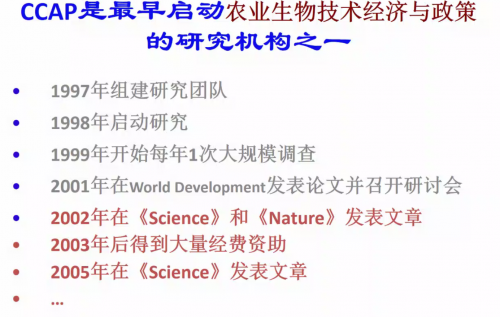 CCAP是最早启动农业生物技术经济与政策
的研究机构之一
• 1997年组建研究团队
• 1998年启动研究
• 1999年开始每年1次大规模调查
• 2001年在World Development发表论文并召开研讨会
• 2002年在《Science》和《Nature》发表文章
• 2003年后得到大量经费资助
• 2005年在《Science》发表文章
• ...